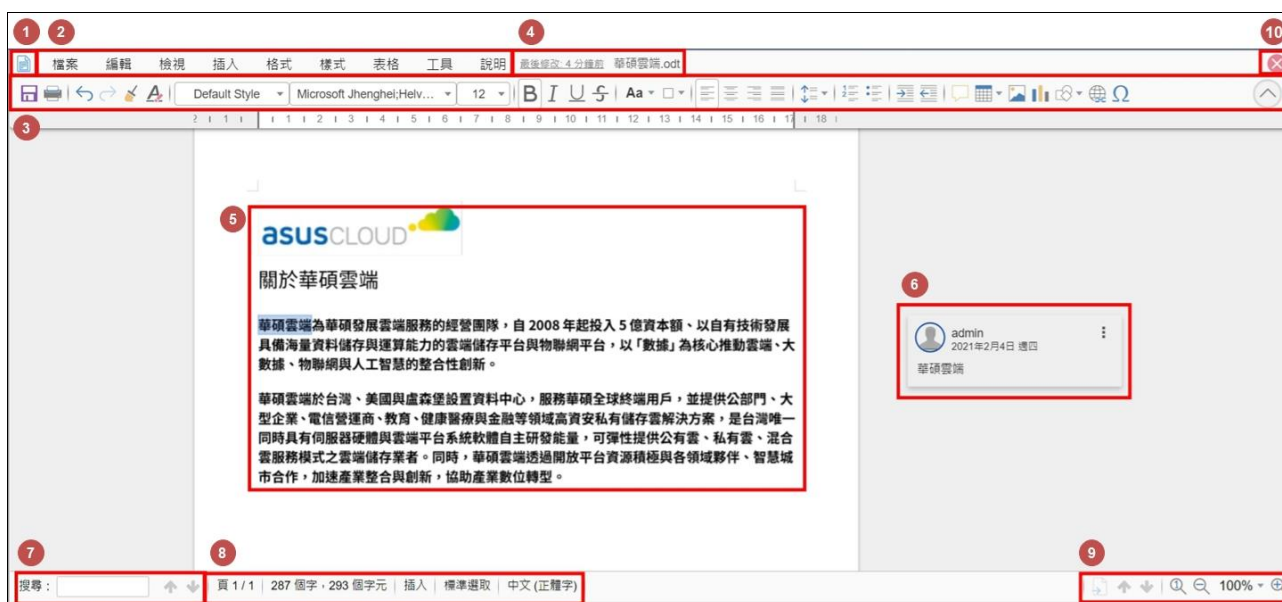 1 2 4 10
檔案 編輯 檢視 插入 格式 樣式 表格 工具 說明 最後修改: 4 分鐘前 華碩雲端.odt
Default Style Microsoft Jhenghei;Helv... 12 B I U S Aa
3
2 1 1 1 2 3 4 5 6 7 8 9 10 11 12 13 14 15 16 17 18
5
asus CLOUD
關於華碩雲端
6
華碩雲端為華碩發展雲端服務的經營團隊，自 2008 年起投入 5 億資本額、以自有技術發展
具備海量資料儲存與運算能力的雲端儲存平台與物聯網平台，以「數據」為核心推動雲端、大
數據、物聯網與人工智慧的整合性創新。
admin
2021年2月4日 週四
華碩雲端
華碩雲端於台灣、美國與盧森堡設置資料中心，服務華碩全球終端用戶，並提供公部門、大
型企業、電信營運商、教育、健康醫療與金融等領域高資安私有儲存雲解決方案，是台灣唯一
同時具有伺服器硬體與雲端平台系統軟體自主研發能量，可彈性提供公有雲、私有雲、混合
雲服務模式之雲端儲存業者。同時，華碩雲端透過開放平台資源積極與各領域夥伴、智慧城
市合作，加速產業整合與創新，協助產業數位轉型。
7 8 9
搜尋： 頁 1 / 1 287 個字，293 個字元 插入 標準選取 中文 (正體字) 100%